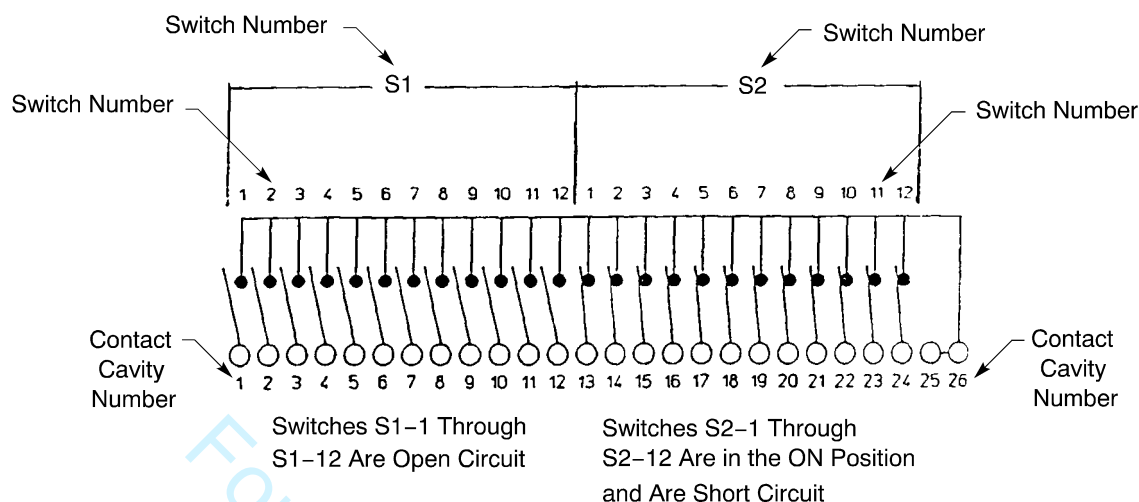 Switch Number
Switch Number
S1
S2
Switch Number
Switch Number
1 2 3 4 5 6 7 8 9 10 11 12 1 2 3 4 5 6 7 8 9 10 11 12
Contact
Cavity
Number
Contact
Cavity
Number
1 2 3 4 5 6 7 8 9 10 11 12 13 14 15 16 17 18 19 20 21 22 23 24 25 26
Switches S1–1 Through
S1–12 Are Open Circuit
Switches S2–1 Through
S2–12 Are in the ON Position
and Are Short Circuit